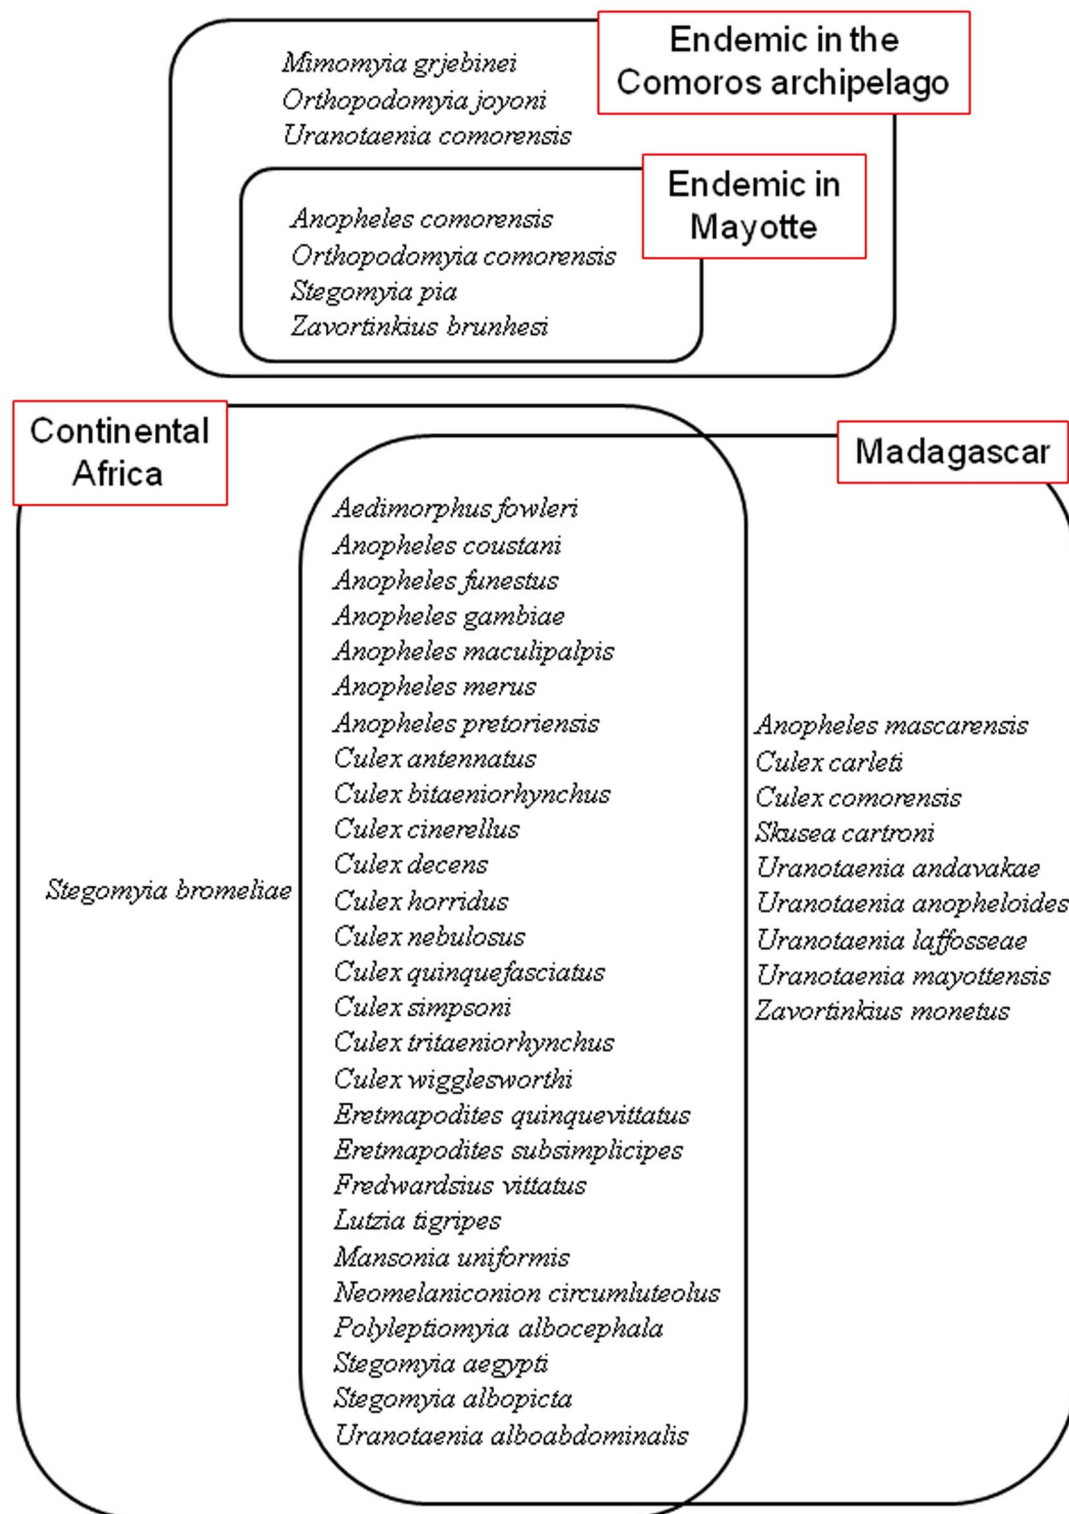 Endemic in the
Comoros archipelago
Mimomyia grjebinei
Orthopodomyia joyoni
Uranotaenia comorensis
Endemic in
Mayotte
Anopheles comorensis
Orthopodomyia comorensis
Stegomyia pia
Zavortinkius brunhesi
Continental
Africa
Madagascar
Stegomyia bromeliae
Aedimorphus fowleri
Anopheles coustani
Anopheles funestus
Anopheles gambiae
Anopheles maculipalpis
Anopheles merus
Anopheles pretoriensis
Culex antennatus
Culex bitaeniorhynchus
Culex cinerellus
Culex decens
Culex horridus
Culex nebulosus
Culex quinquefasciatus
Culex simpsoni
Culex tritaeniorhynchus
Culex wigglesworthi
Eretmapodites quinquevittatus
Eretmapodites subsimplicipes
Fredwardsius vittatus
Lutzia tigripes
Mansonia uniformis
Neomelaniconion circumluteolus
Polyleptiomyia albocephala
Stegomyia aegypti
Stegomyia albopicta
Uranotaenia alboabdominalis
Anopheles mascarensis
Culex carleti
Culex comorensis
Skusea cartroni
Uranotaenia andavakae
Uranotaenia anopheloides
Uranotaenia laffosseae
Uranotaenia mayottensis
Zavortinkius monetus